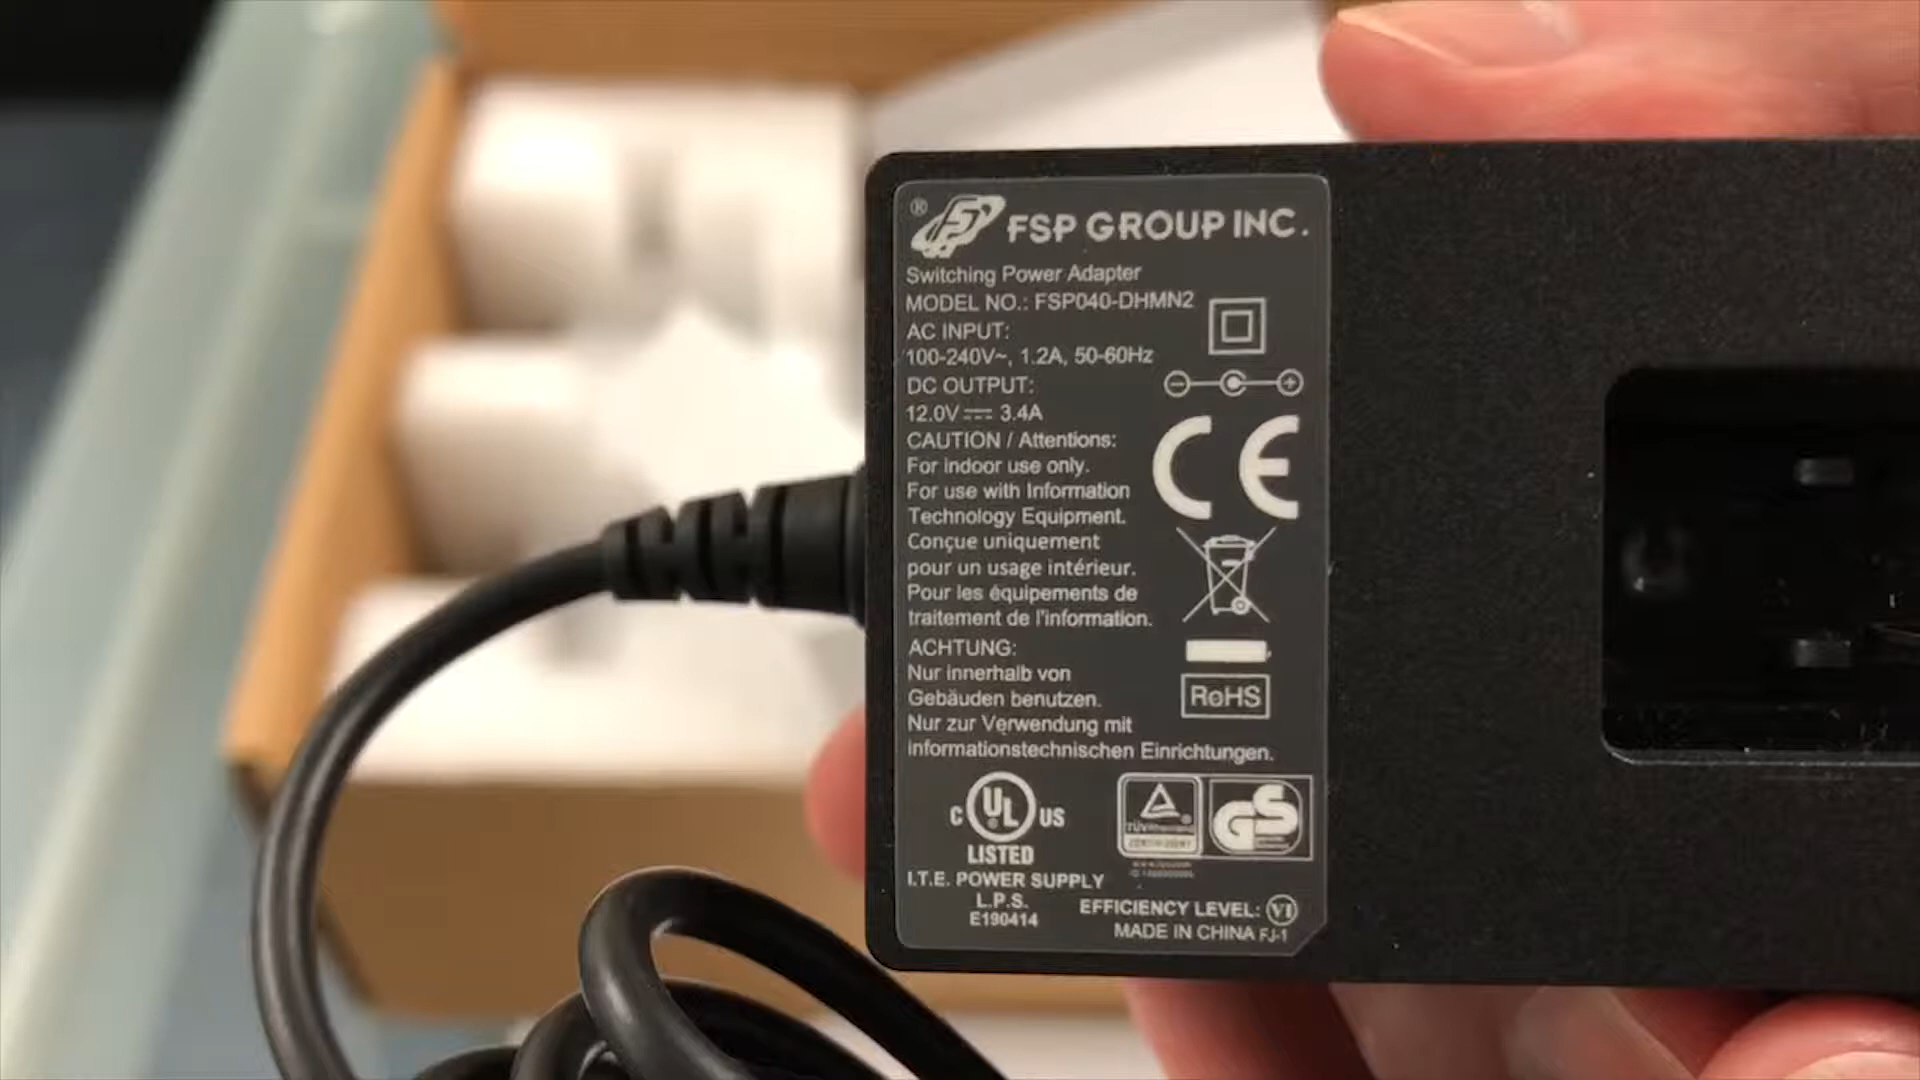 ® FSP GROUP INC.
Switching Power Adapter
MODEL NO.: FSP040-DHMN2
AC INPUT:
100-240V~, 1.2A, 50-60Hz
DC OUTPUT:
12.0V⎓ 3.4A
CAUTION / Attentions:
For indoor use only.
For use with Information
Technology Equipment.
Conçue uniquement
pour un usage intérieur.
Pour les équipements de
traitement de l'information.
ACHTUNG:
Nur innerhalb von
Gebäuden benutzen.
Nur zur Verwendung mit
informationstechnischen Einrichtungen.
CE
RoHS
C UL ® US
LISTED
I.T.E. POWER SUPPLY
L.P.S.
E190414
TÜVRheinland ®
GS
EFFICIENCY LEVEL: VI
MADE IN CHINA FJ-1